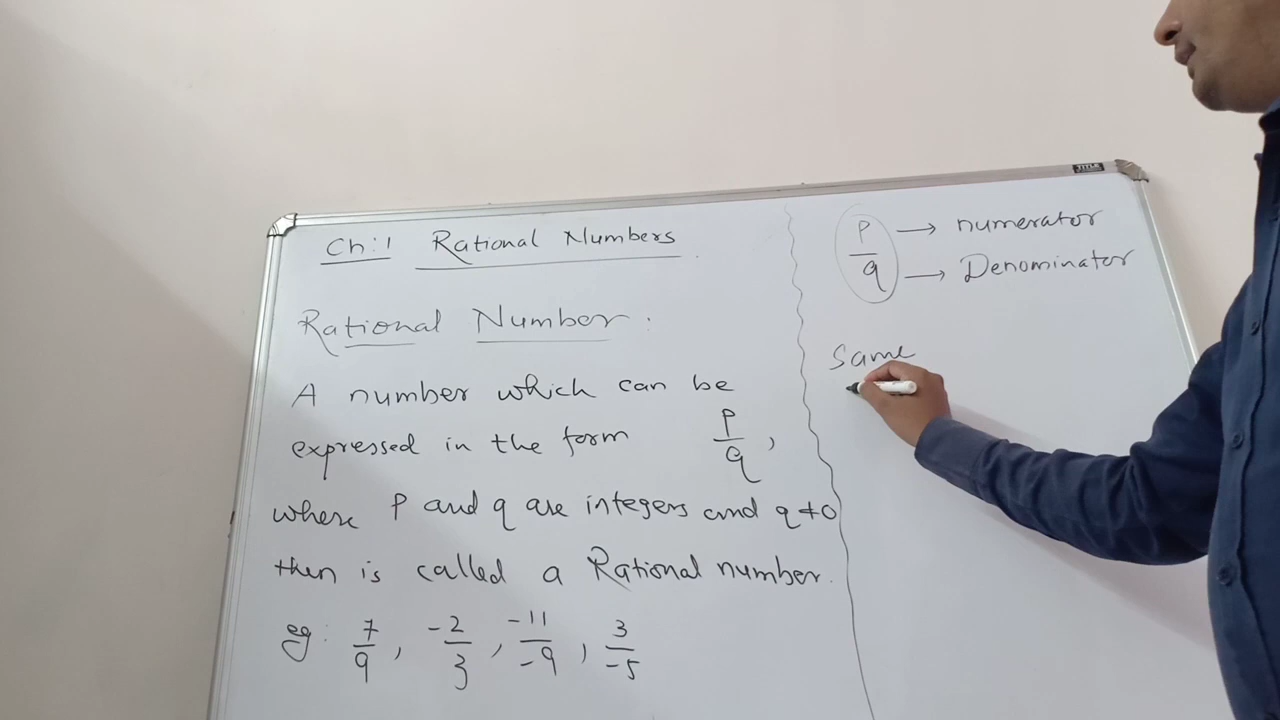 Ch:1 Rational Numbers
Rational Number:
A number which can be
expressed in the form p/q,
where p and q are integers and q≠0
then is called a Rational number.
eg: 7/9, -2/3, -11/-9, 3/-5
p/q → numerator
→ Denominator
Same
TITLE